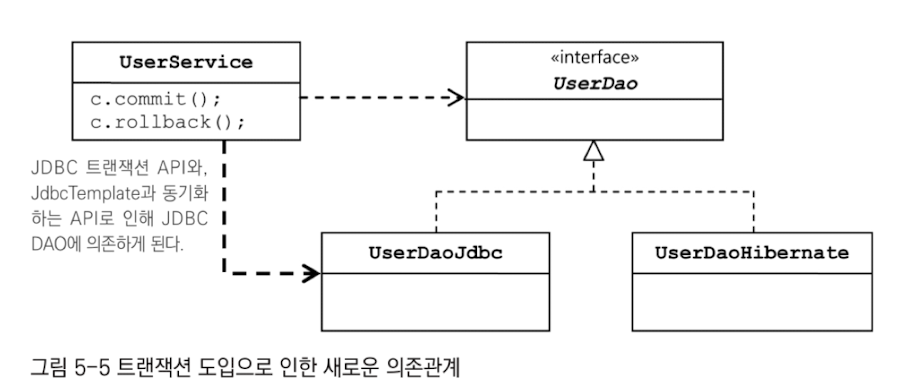 UserService
c.commit();
c.rollback();
«interface»
UserDao
JDBC 트랜잭션 API와,
JdbcTemplate과 동기화
하는 API로 인해 JDBC
DAO에 의존하게 된다.
UserDaoJdbc
UserDaoHibernate
그림 5-5 트랜잭션 도입으로 인한 새로운 의존관계